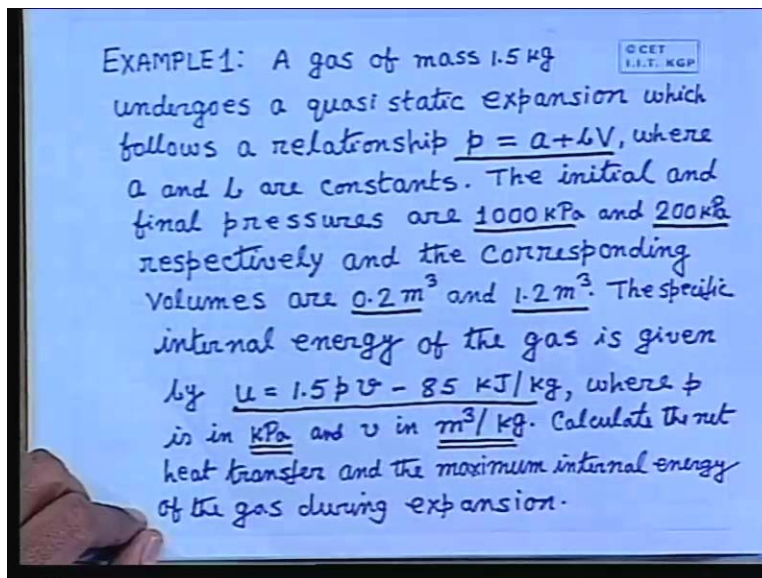 EXAMPLE1: A gas of mass 1.5 kg
© CET
I.I.T. KGP
undergoes a quasi static expansion which
follows a relationship p = a+bV, where
a and b are constants. The initial and
final pressures are 1000 kPa and 200 kPa
respectively and the corresponding
volumes are 0.2 m³ and 1.2 m³. The specific
internal energy of the gas is given
by u = 1.5 p v - 85 kJ/kg, where p
is in kPa and v in m³/kg. Calculate the net
heat transfer and the maximum internal energy
of the gas during expansion.